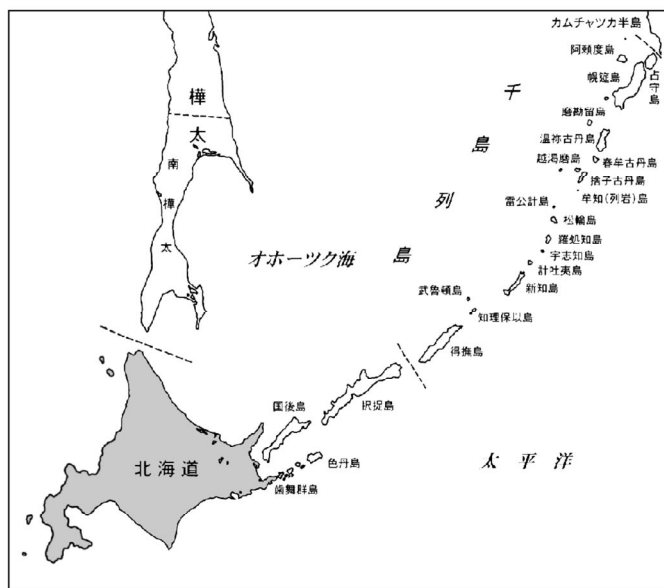 カムチャツカ半島
阿頼度島
幌筵島
占守島
磨勘留島
温祢古丹島
越渇磨島
春牟古丹島
捨子古丹島
牟知(列岩)島
雷公計島
松輪島
羅処知島
宇志知島
計吐夷島
新知島
武魯頓島
知理保以島
得撫島
千島列島
樺太
南樺太
オホーツク海
国後島
択捉島
色丹島
歯舞群島
北海道
太平洋